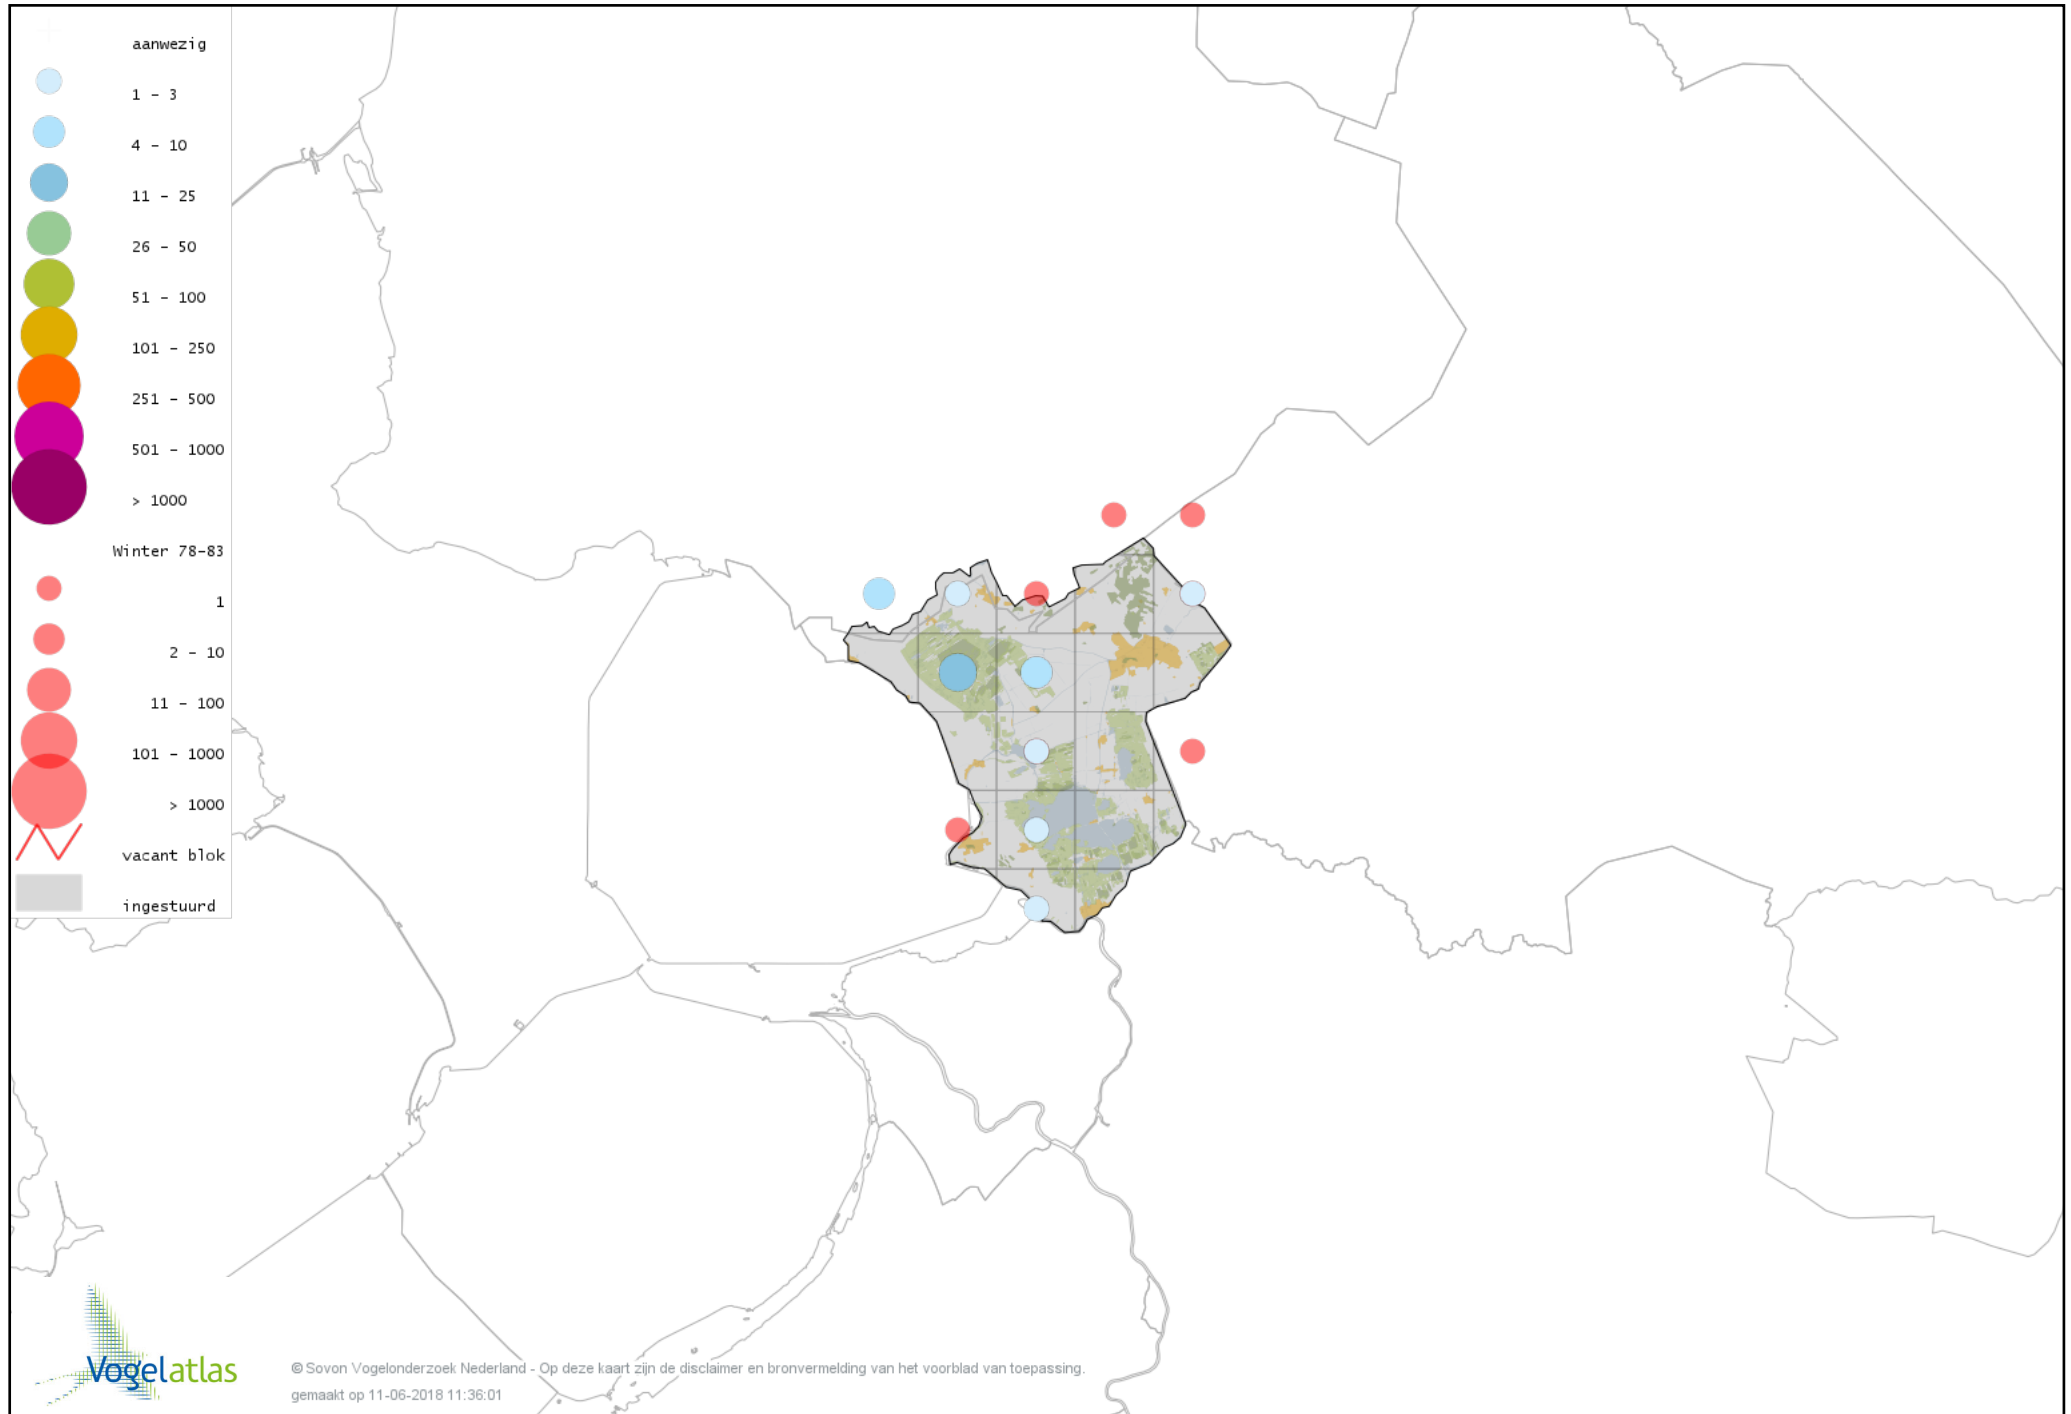 aanwezig
1 - 3
4 - 10
11 - 25
26 - 50
51 - 100
101 - 250
251 - 500
501 - 1000
> 1000
Winter 78-83
1
2 - 10
11 - 100
101 - 1000
> 1000
vacant blok
ingestuurd
Vogelatlas
© Sovon Vogelonderzoek Nederland - Op deze kaart zijn de disclaimer en bronvermelding van het voorblad van toepassing.
gemaakt op 11-06-2018 11:36:01